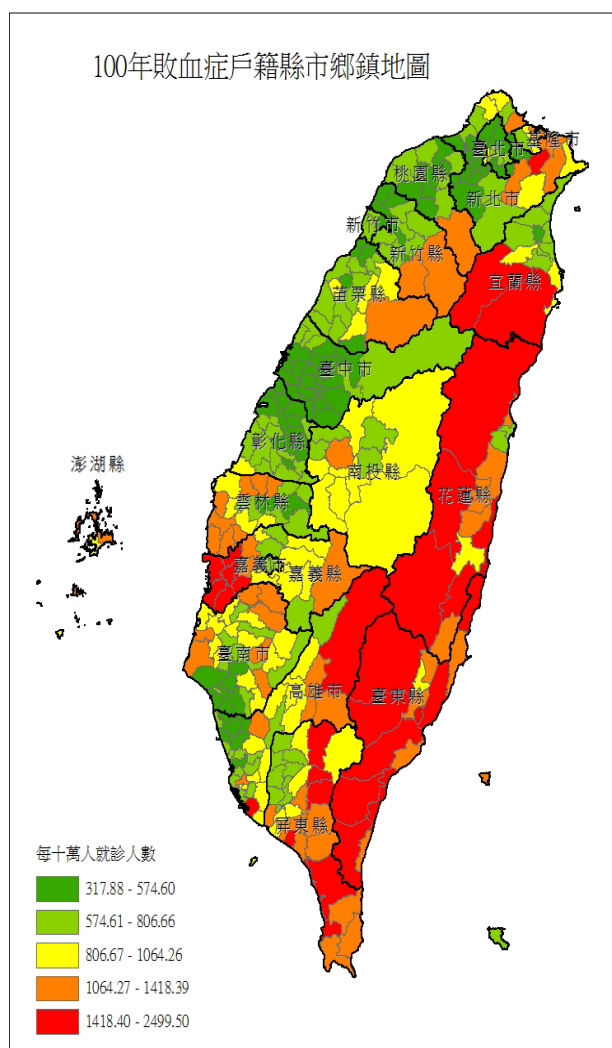 100年敗血症戶籍縣市鄉鎮地圖
基隆市
臺北市
桃園縣
新北市
新竹市
新竹縣
宜蘭縣
苗栗縣
臺中市
彰化縣
澎湖縣
南投縣
花蓮縣
雲林縣
嘉義市
嘉義縣
臺南市
高雄市
臺東縣
屏東縣
每十萬人就診人數
317.88 - 574.60
574.61 - 806.66
806.67 - 1064.26
1064.27 - 1418.39
1418.40 - 2499.50